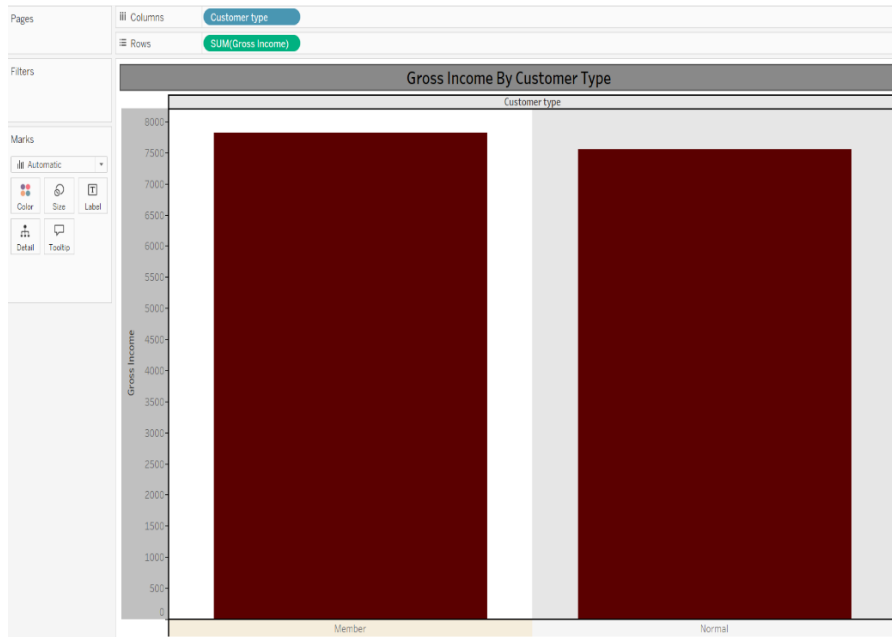 Pages
Columns
Customer type
Rows
SUM(Gross Income)
Filters
Marks
Automatic
Color
Size
Label
Detail
Tooltip
Gross Income By Customer Type
Customer type
Gross Income
8000
7500
7000
6500
6000
5500
5000
4500
4000
3500
3000
2500
2000
1500
1000
500
0
Member
Normal